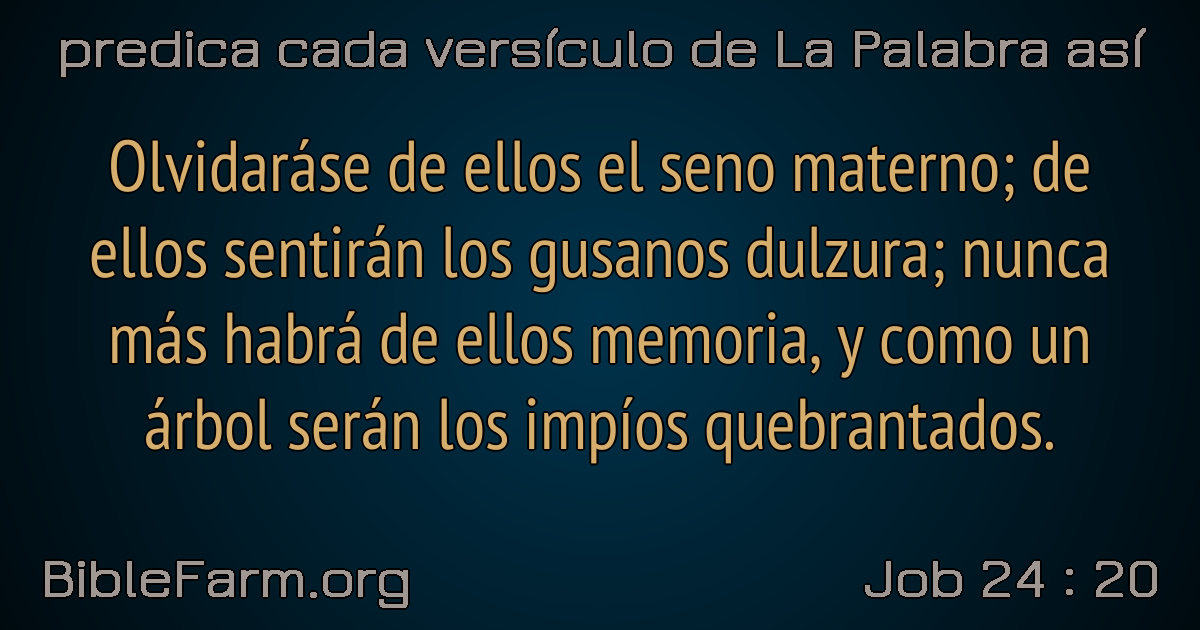 predica cada versículo de La Palabra así
Olvidaráse de ellos el seno materno; de
ellos sentirán los gusanos dulzura; nunca
más habrá de ellos memoria, y como un
árbol serán los impíos quebrantados.
BibleFarm.org
Job 24 : 20